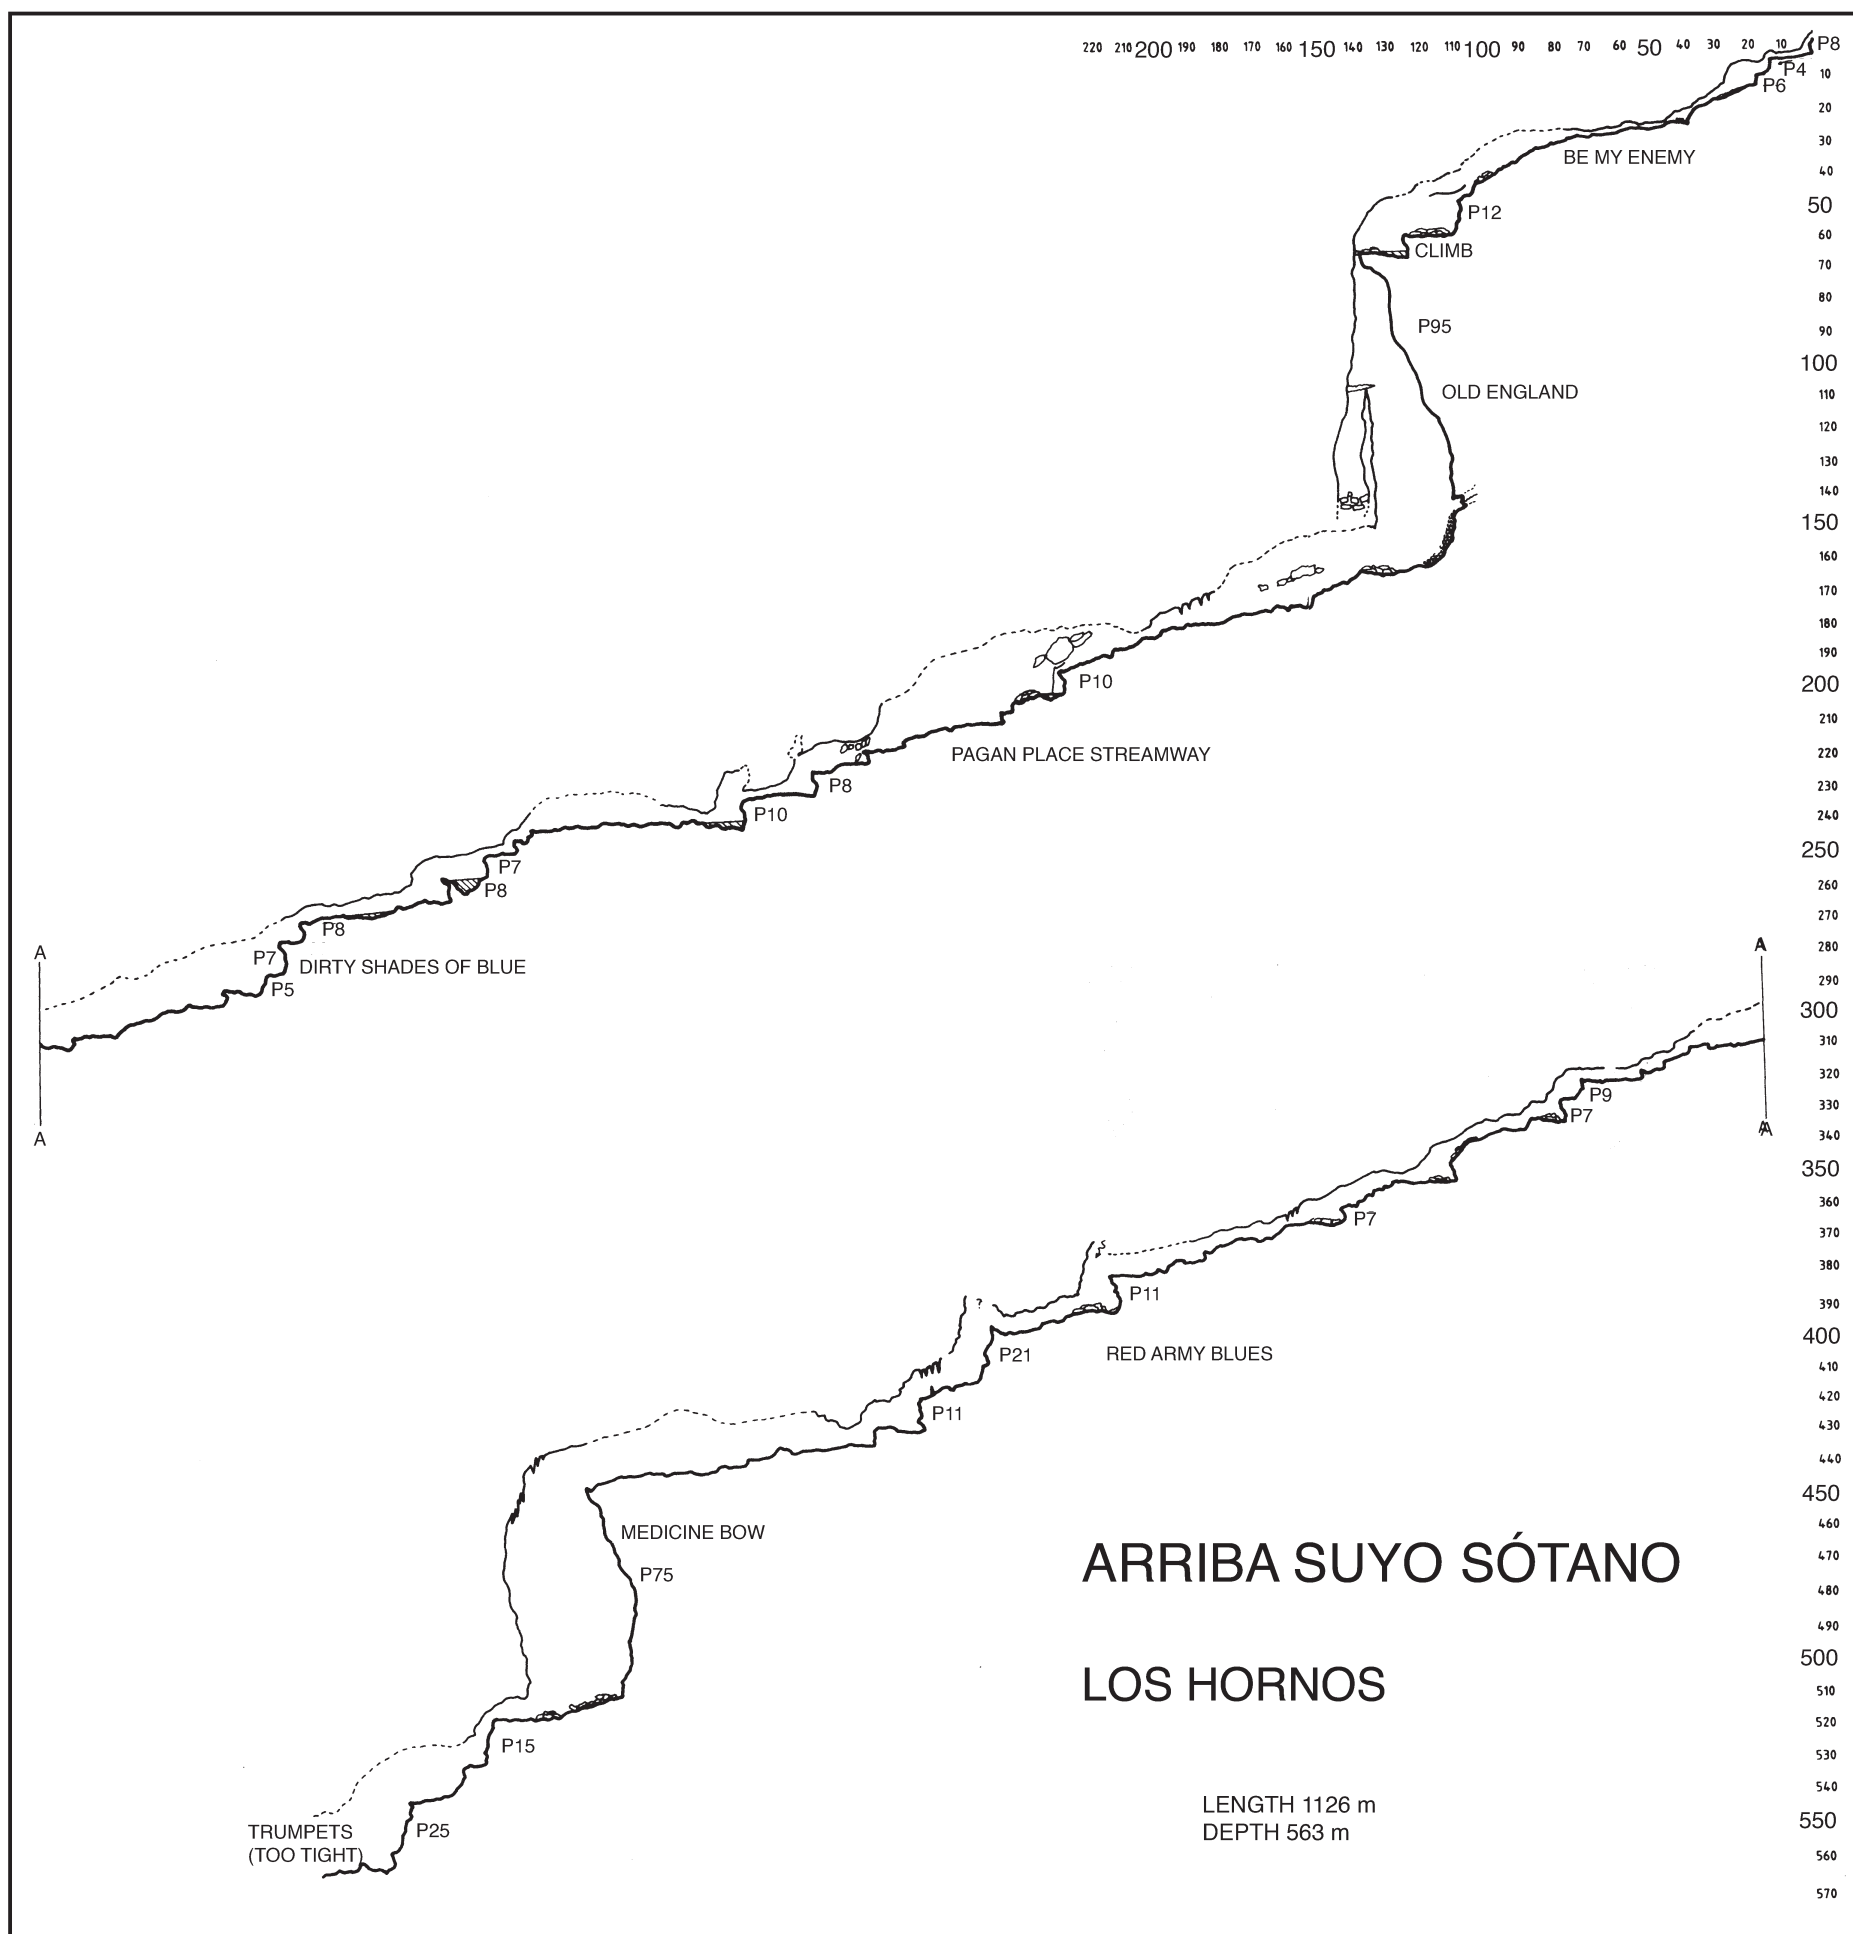 220 210 200 190 180 170 160 150 140 130 120 110 100 90 80 70 60 50 40 30 20 10 P8
P4
10
P6
20
30
BE MY ENEMY
40
50
P12
60
CLIMB
70
80
P95
90
100
OLD ENGLAND
110
120
130
140
150
160
170
180
190
P10
200
210
PAGAN PLACE STREAMWAY
220
P8
230
P10
240
250
P7
260
P8
270
P8
A
A
280
P7
DIRTY SHADES OF BLUE
290
P5
300
310
320
P9
330
P7
A
A
340
350
360
P7
370
380
P11
390
?
400
P21
RED ARMY BLUES
410
420
P11
430
440
450
460
MEDICINE BOW
470
P75
ARRIBA SUYO SÓTANO
480
490
500
LOS HORNOS
510
520
P15
530
540
LENGTH 1126 m
550
DEPTH 563 m
TRUMPETS
P25
(TOO TIGHT)
560
570